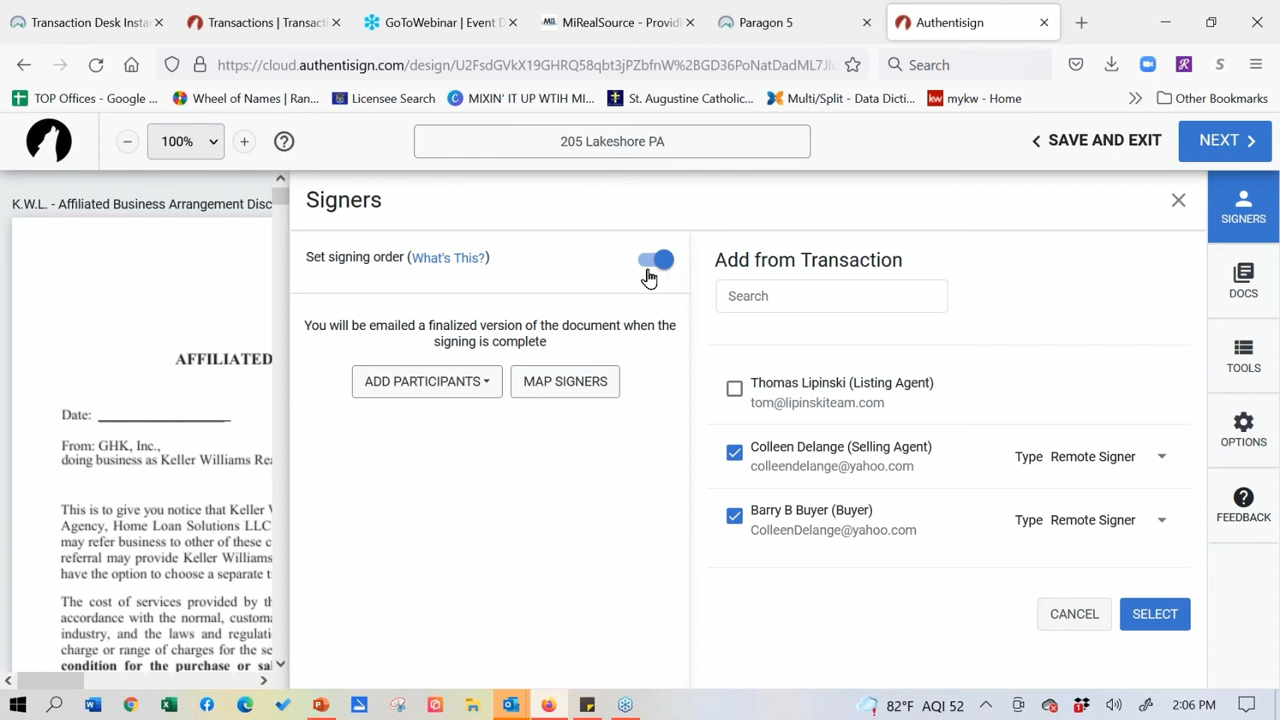 Transaction Desk Insta
Transactions | Transact
GoToWebinar | Event D
MiRealSource - Providi
Paragon 5
Authentisign
https://cloud.authentisign.com/design/U2FsdGVkX19GHRQ58qbt3jPZbfnW%2BGD36PoNatDadML7Jl
Search
TOP Offices - Google ...
Wheel of Names | Ran...
Licensee Search
MIXIN' IT UP WTIH MI...
St. Augustine Catholic...
Multi/Split - Data Dicti...
kw mykw - Home
Other Bookmarks
100%
205 Lakeshore PA
SAVE AND EXIT
NEXT
K.W.L. - Affiliated Business Arrangement Disc
AFFILIATED
Date:
From: GHK, Inc.,
doing business as Keller Williams Rea
This is to give you notice that Keller
Agency, Home Loan Solutions LLC
may refer business to other of these c
referral may provide Keller Williams
have the option to choose a separate t
The cost of services provided by th
accordance with the normal, custom
industry, and the laws and regulati
charge or range of charges for the se
condition for the purchase or sa
Signers
Set signing order (What's This?)
You will be emailed a finalized version of the document when the
signing is complete
ADD PARTICIPANTS
MAP SIGNERS
Add from Transaction
Search
Thomas Lipinski (Listing Agent)
tom@lipinskiteam.com
Colleen Delange (Selling Agent)
colleendelange@yahoo.com
Type Remote Signer
Barry B Buyer (Buyer)
ColleenDelange@yahoo.com
Type Remote Signer
CANCEL
SELECT
SIGNERS
DOCS
TOOLS
OPTIONS
FEEDBACK
82°F AQI 52
2:06 PM